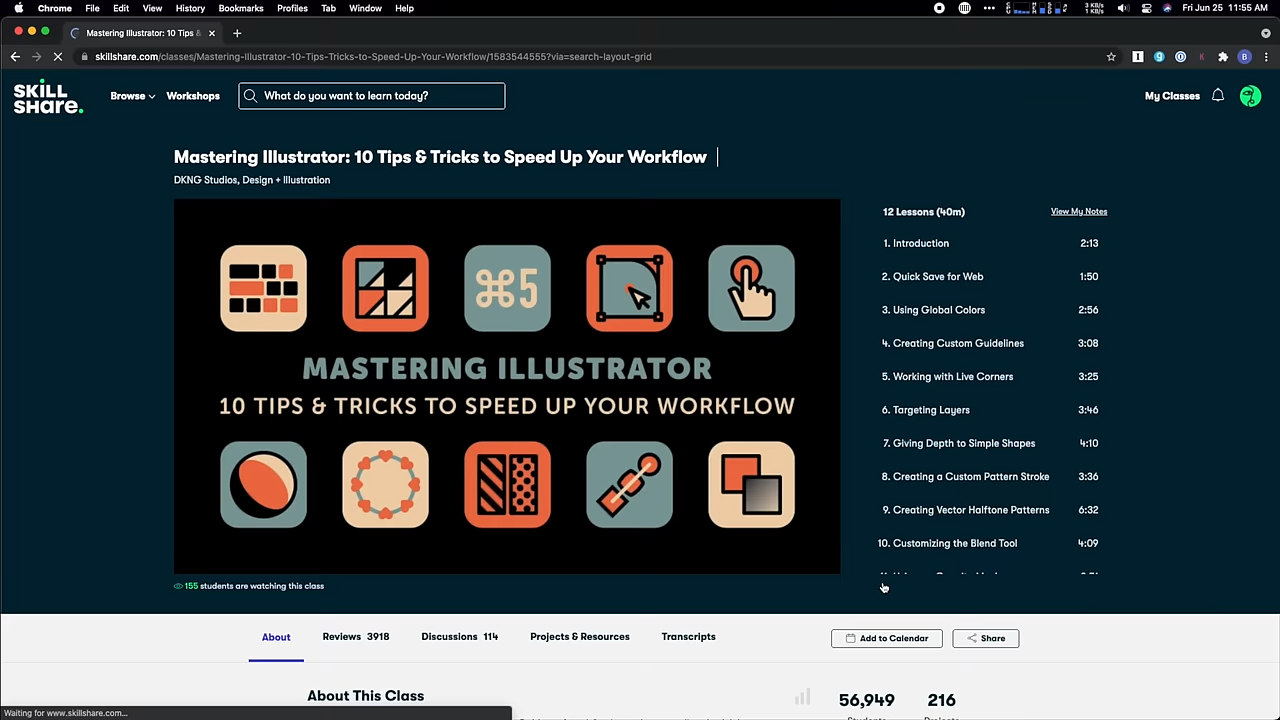 Chrome File Edit View History Bookmarks Profiles Tab Window Help
3 KB/s
1 KB/s
Fri Jun 25 11:55 AM
Mastering Illustrator: 10 Tips &
skillshare.com/classes/Mastering-Illustrator-10-Tips-Tricks-to-Speed-Up-Your-Workflow/1583544555?via=search-layout-grid
B
SKILL
SHARE.
Browse
Workshops
What do you want to learn today?
My Classes
Mastering Illustrator: 10 Tips & Tricks to Speed Up Your Workflow
DKNG Studios, Design + Illustration
⌘5
MASTERING ILLUSTRATOR
10 TIPS & TRICKS TO SPEED UP YOUR WORKFLOW
155 students are watching this class
12 Lessons (40m) View My Notes
1. Introduction 2:13
2. Quick Save for Web 1:50
3. Using Global Colors 2:56
4. Creating Custom Guidelines 3:08
5. Working with Live Corners 3:25
6. Targeting Layers 3:46
7. Giving Depth to Simple Shapes 4:10
8. Creating a Custom Pattern Stroke 3:36
9. Creating Vector Halftone Patterns 6:32
10. Customizing the Blend Tool 4:09
About Reviews 3918 Discussions 114 Projects & Resources Transcripts
Add to Calendar Share
About This Class
56,949 216
Waiting for www.skillshare.com...